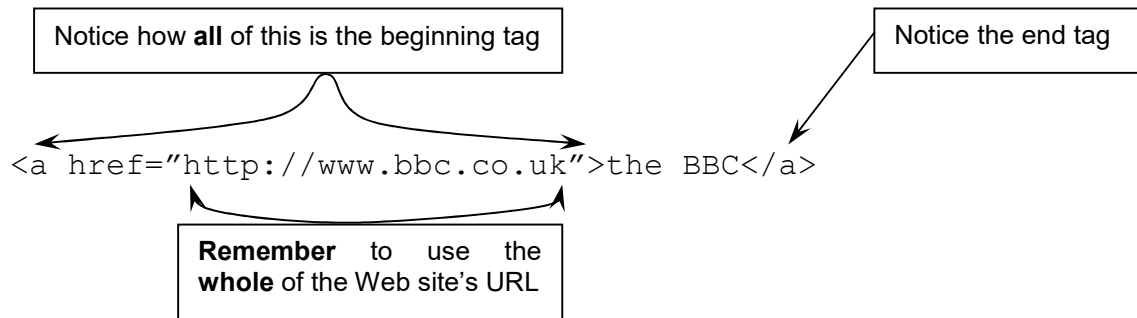 Notice how all of this is the beginning tag
Notice the end tag
<a href=”http://www.bbc.co.uk”>the BBC</a>
Remember to use the
whole of the Web site’s URL